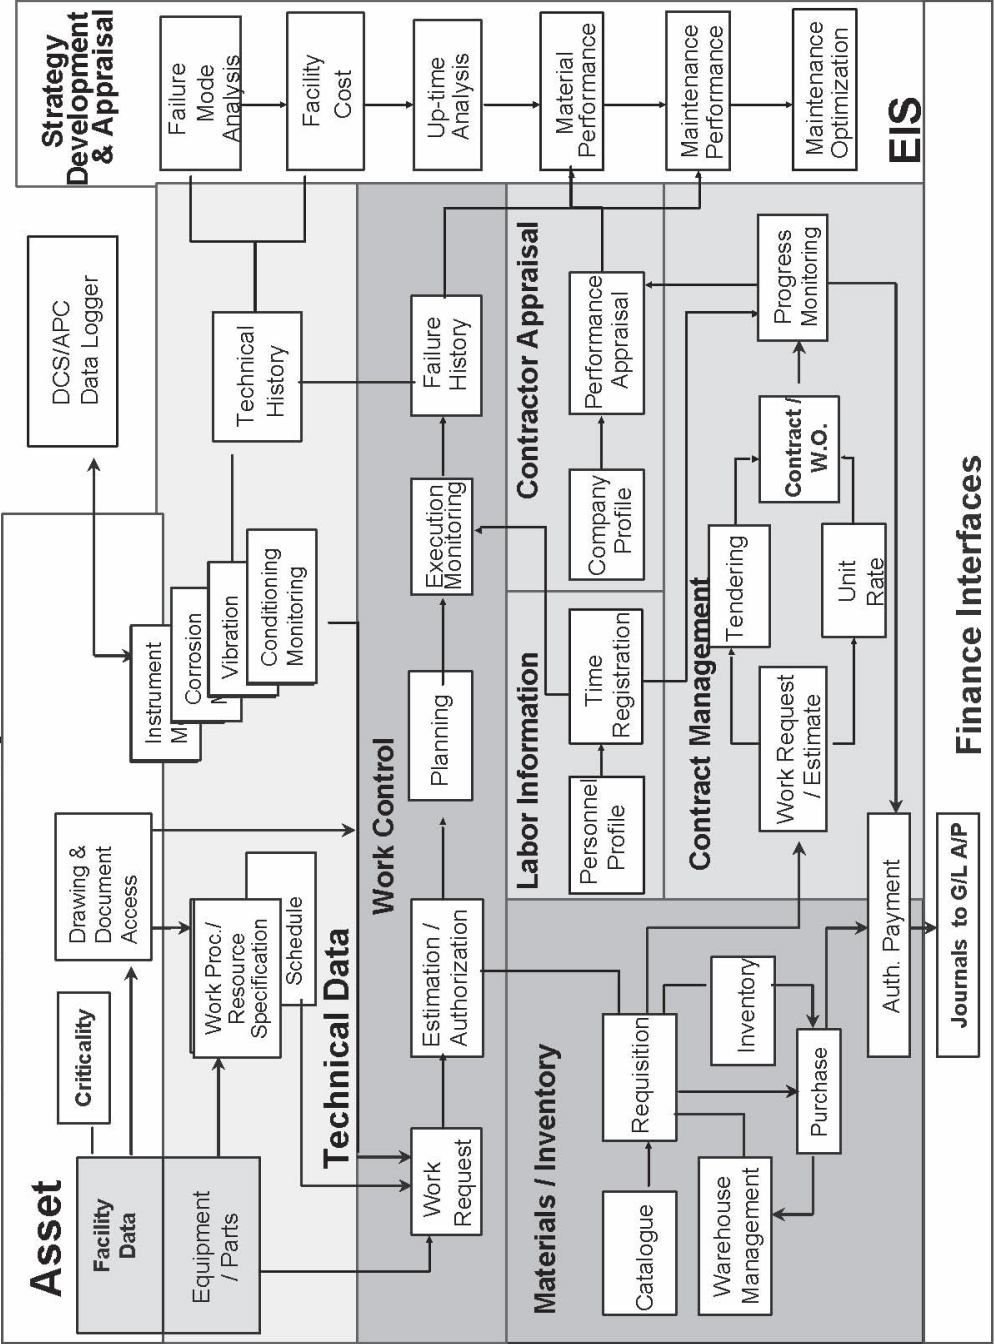 Asset
Facility
Data
Criticality
Drawing &
Document
Access
DCS/APC
Data Logger
Strategy
Development
& Appraisal
Equipment
/ Parts
Work Proc./
Resource
Specification
Schedule
Instrument
M
Corrosion
M
Vibration
Conditioning
Monitoring
Technical
History
Failure
Mode
Analysis
Facility
Cost
Technical Data
Work Control
Work
Request
Estimation /
Authorization
Planning
Execution
Monitoring
Failure
History
Up-time
Analysis
Materials / Inventory
Labor Information
Contractor Appraisal
Catalogue
Requisition
Personnel
Profile
Time
Registration
Company
Profile
Performance
Appraisal
Material
Performance
Warehouse
Management
Inventory
Contract Management
Tendering
Maintenance
Performance
Purchase
Work Request
/ Estimate
Unit
Rate
Contract /
W.O.
Progress
Monitoring
Maintenance
Optimization
Auth. Payment
EIS
Journals to G/L A/P
Finance Interfaces